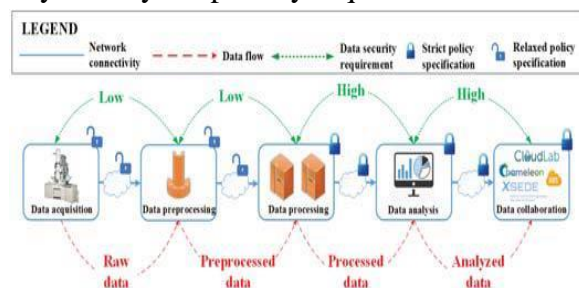 LEGEND
Network connectivity
Data flow
Data security requirement
Strict policy specification
Relaxed policy specification
Low
Low
High
High
CloudLab
Chameleon
XSEDE
Data acquisition
Data preprocessing
Data processing
Data analysis
Data collaboration
Raw data
Preprocessed data
Processed data
Analyzed data